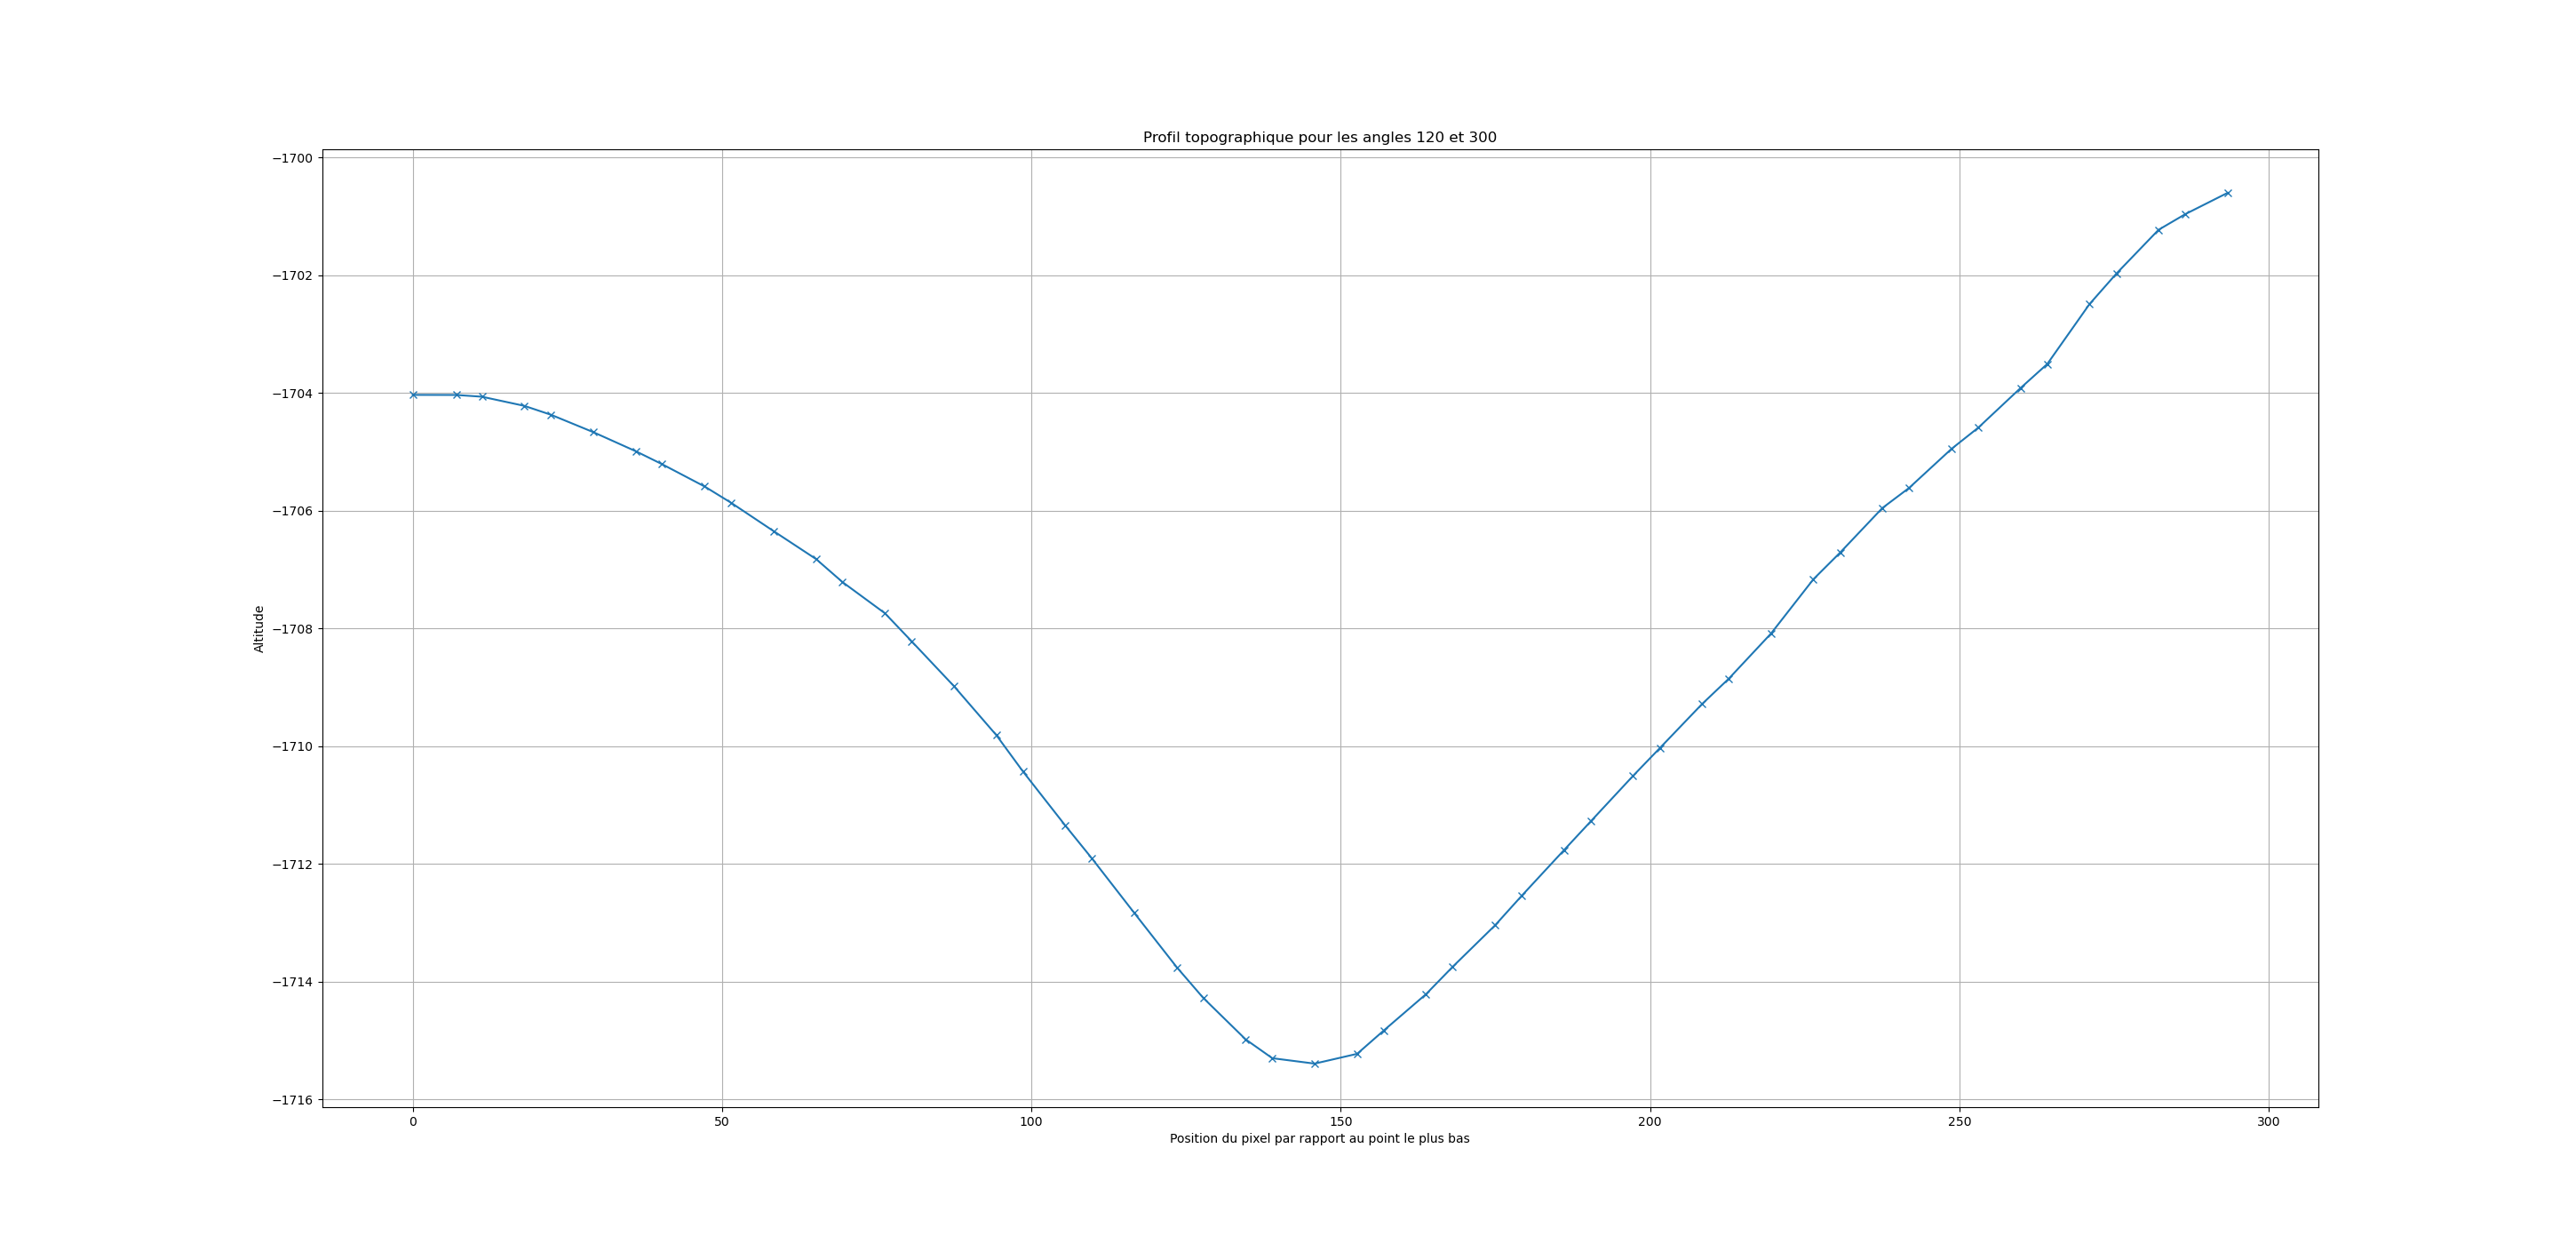 Profil topographique pour les angles 120 et 300
−1700
−1702
−1704
−1706
−1708
−1710
−1712
−1714
−1716
Altitude
0 50 100 150 200 250 300
Position du pixel par rapport au point le plus bas